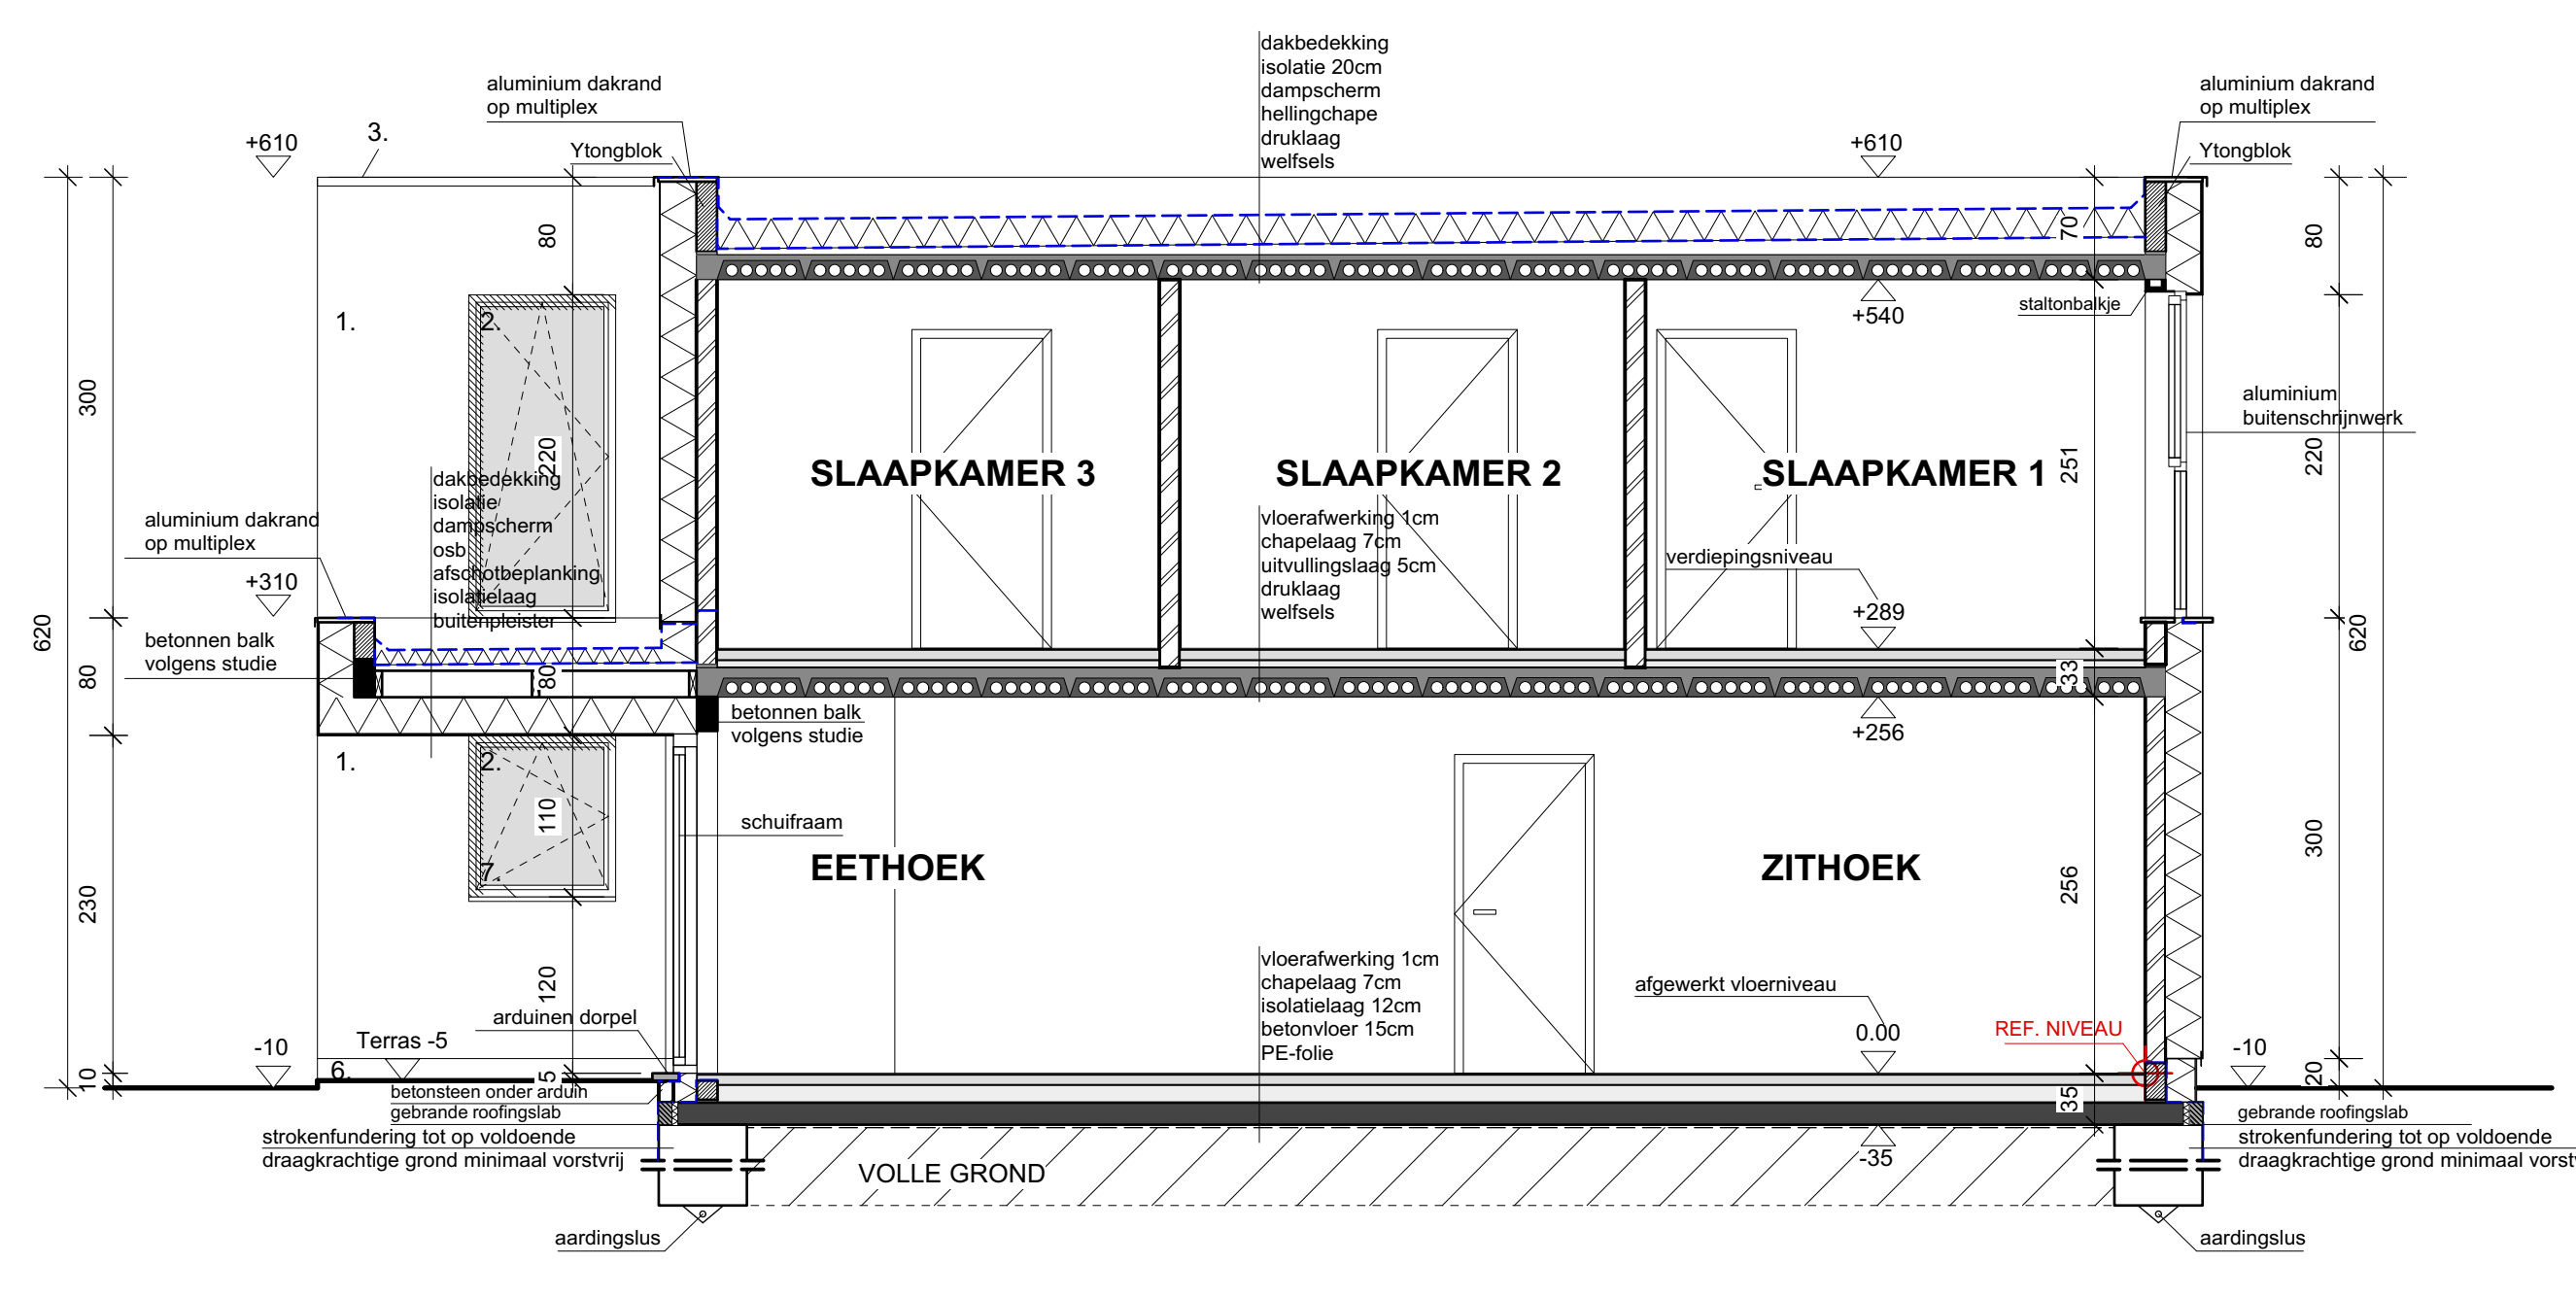 dakbedekking
isolatie 20cm
dampscherm
hellingchape
druklaag
welfsels
aluminium dakrand
op multiplex
aluminium dakrand
op multiplex
3.
+610
Ytongblok
+610
Ytongblok
80
70
80
staltonbalkje
+540
1.
2.
300
220
251
220
620
620
aluminium
buitenschrijnwerk
SLAAPKAMER 3
SLAAPKAMER 2
SLAAPKAMER 1
dakbedekking
isolatie
dampscherm
osb
afschotbeplanking
isolatielaag
buitenpleister
aluminium dakrand
op multiplex
+310
vloerafwerking 1cm
chapelaag 7cm
uitvullingslaag 5cm
druklaag
welfsels
verdiepingsniveau
+289
betonnen balk
volgens studie
80
80
33
betonnen balk
volgens studie
+256
1.
2.
110
schuifraam
7.
EETHOEK
ZITHOEK
230
256
300
120
vloerafwerking 1cm
chapelaag 7cm
isolatielaag 12cm
betonvloer 15cm
PE-folie
afgewerkt vloerniveau
0.00
REF. NIVEAU
arduinen dorpel
Terras -5
-10
-10
6.
10
5
35
20
betonsteen onder arduin
gebrande roofingslab
strokenfundering tot op voldoende
draagkrachtige grond minimaal vorstvrij
gebrande roofingslab
strokenfundering tot op voldoende
draagkrachtige grond minimaal vorst
-35
VOLLE GROND
aardingslus
aardingslus